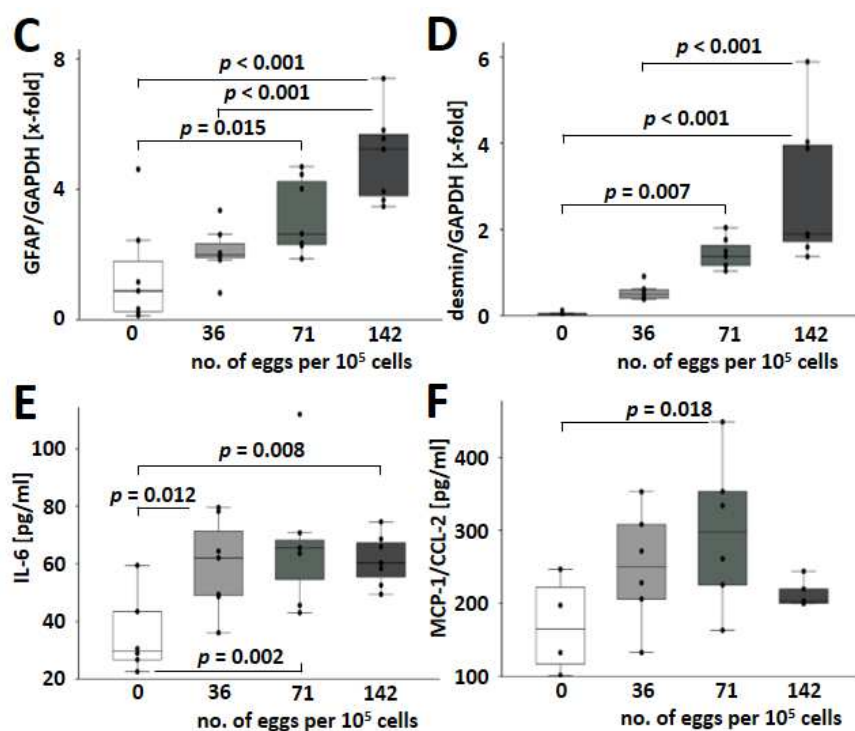 C
GFAP/GAPDH [x-fold]
8
4
0
p < 0.001
p < 0.001
p = 0.015
0 36 71 142
no. of eggs per 10⁵ cells
D
desmin/GAPDH [x-fold]
6
4
2
0
p < 0.001
p < 0.001
p = 0.007
0 36 71 142
no. of eggs per 10⁵ cells
E
IL-6 [pg/ml]
100
80
60
40
20
p = 0.008
p = 0.012
p = 0.002
0 36 71 142
no. of eggs per 10⁵ cells
F
MCP-1/CCL-2 [pg/ml]
400
300
200
100
p = 0.018
0 36 71 142
no. of eggs per 10⁵ cells